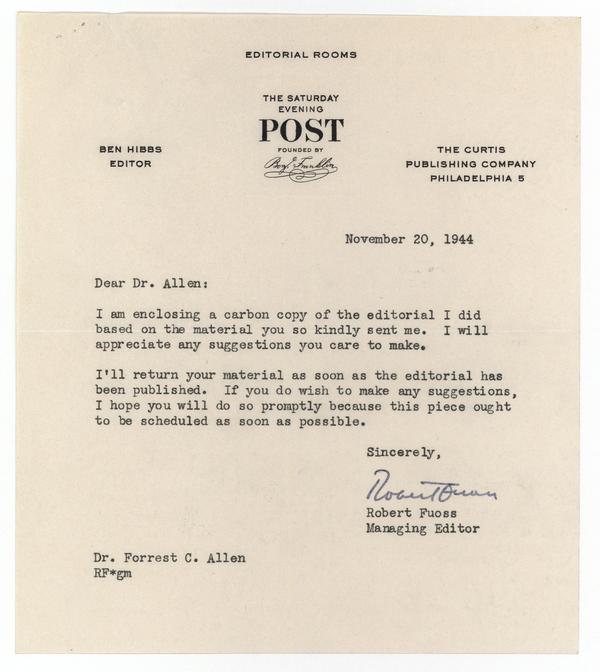 EDITORIAL ROOMS
THE SATURDAY
EVENING
POST
FOUNDED BY
Benj. Franklin
BEN HIBBS
EDITOR
THE CURTIS
PUBLISHING COMPANY
PHILADELPHIA 5
November 20, 1944
Dear Dr. Allen:
I am enclosing a carbon copy of the editorial I did
based on the material you so kindly sent me.  I will
appreciate any suggestions you care to make.
I'll return your material as soon as the editorial has
been published.  If you do wish to make any suggestions,
I hope you will do so promptly because this piece ought
to be scheduled as soon as possible.
Sincerely,
Robert Fuoss
Robert Fuoss
Managing Editor
Dr. Forrest C. Allen
RF*gm